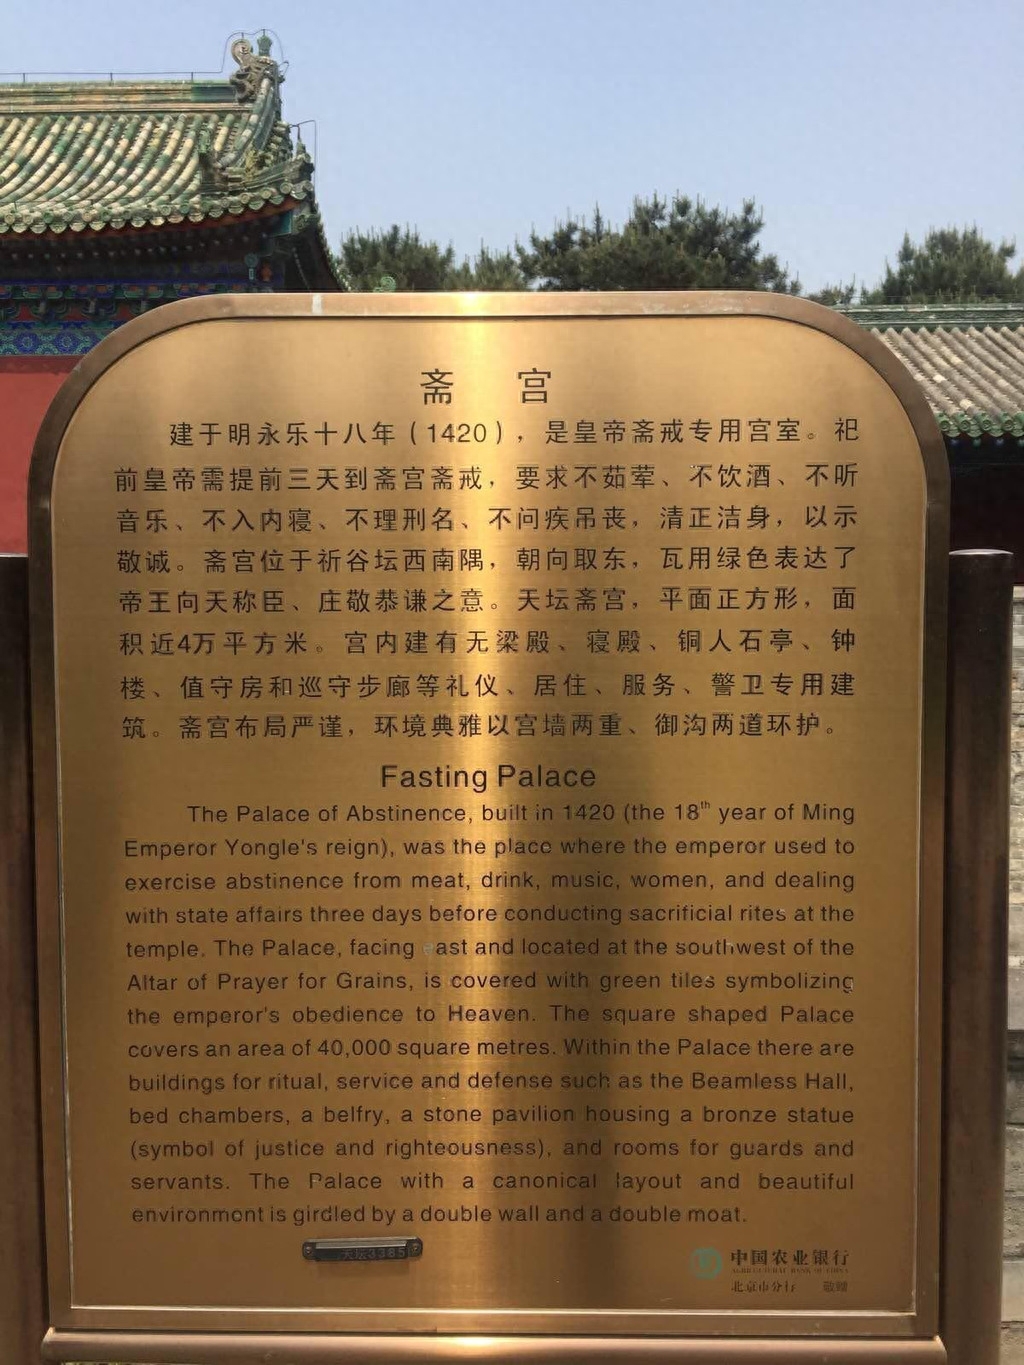 斋 宫
建于明永乐十八年（1420），是皇帝斋戒专用宫室。祀
前皇帝需提前三天到斋宫斋戒，要求不茹荤、不饮酒、不听
音乐、不入内寝、不理刑名、不问疾吊丧，清正洁身，以示
敬诚。斋宫位于祈谷坛西南隅，朝向取东，瓦用绿色表达了
帝王向天称臣、庄敬恭谦之意。天坛斋宫，平面正方形，面
积近4万平方米。宫内建有无梁殿、寝殿、铜人石亭、钟
楼、值守房和巡守步廊等礼仪、居住、服务、警卫专用建
筑。斋宫布局严谨，环境典雅以宫墙两重、御沟两道环护。
Fasting Palace
The Palace of Abstinence, built in 1420 (the 18th year of Ming
Emperor Yongle's reign), was the place where the emperor used to
exercise abstinence from meat, drink, music, women, and dealing
with state affairs three days before conducting sacrificial rites at the
temple. The Palace, facing east and located at the southwest of the
Altar of Prayer for Grains, is covered with green tiles symbolizing
the emperor's obedience to Heaven. The square shaped Palace
covers an area of 40,000 square metres. Within the Palace there are
buildings for ritual, service and defense such as the Beamless Hall,
bed chambers, a belfry, a stone pavilion housing a bronze statue
(symbol of justice and righteousness), and rooms for guards and
servants. The Palace with a canonical layout and beautiful
environment is girdled by a double wall and a double moat.
天坛3385
中国农业银行
AGRICULTURAL BANK OF CHINA
北京市分行 敬赠